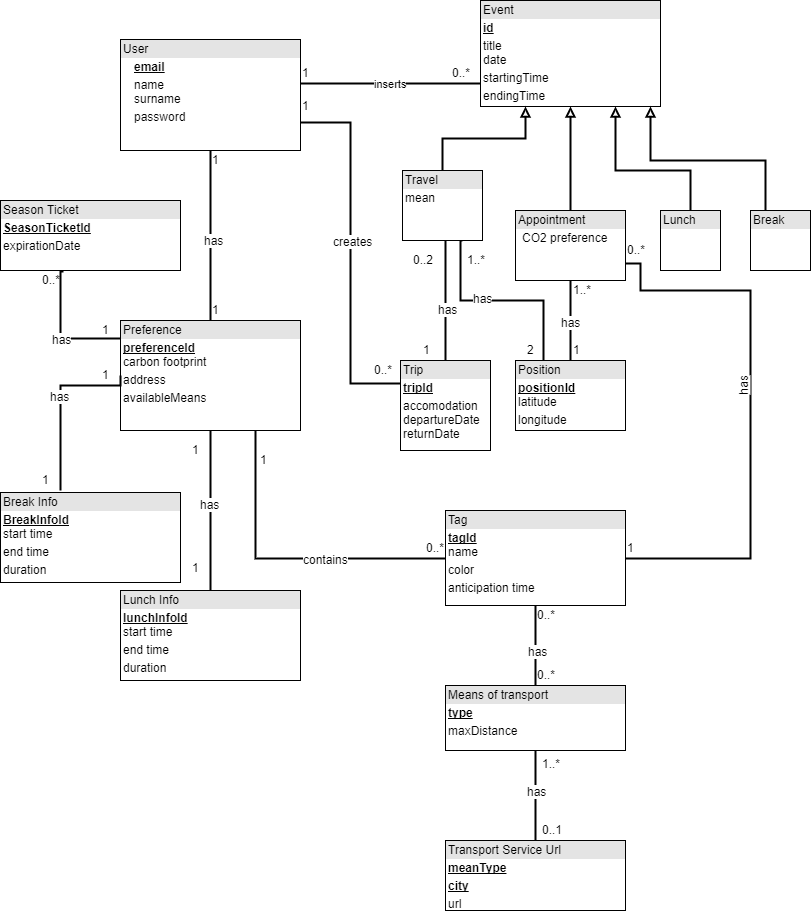 Event
id
title
date
startingTime
endingTime
User
email
name
surname
password
1
inserts
0..*
1
1
has
1
creates
0..*
Season Ticket
SeasonTicketId
expirationDate
0..*
has
1
Travel
mean
Appointment
CO2 preference
Lunch
Break
0..2
1..*
has
has
1
2
1..*
has
1
0..*
has
1
Preference
preferenceId
carbon footprint
address
availableMeans
1
has
1
Trip
tripId
accomodation
departureDate
returnDate
Position
positionId
latitude
longitude
1
has
1
1
contains
0..*
Break Info
BreakInfoId
start time
end time
duration
Lunch Info
lunchInfoId
start time
end time
duration
Tag
tagId
name
color
anticipation time
0..*
has
0..*
Means of transport
type
maxDistance
1..*
has
0..1
Transport Service Url
meanType
city
url